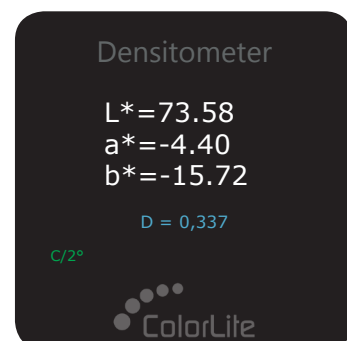 Densitometer
L*=73.58
a*=-4.40
b*=-15.72
D = 0,337
C/2°
ColorLite